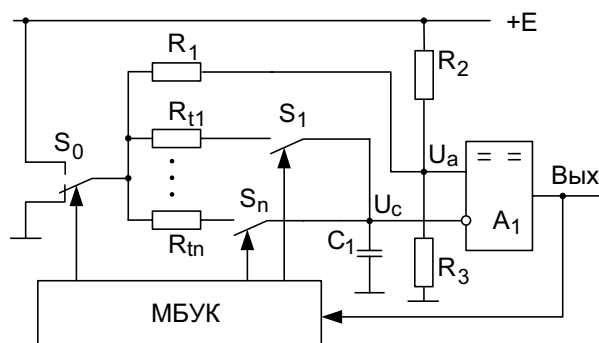 +E
R1
R2
Rt1
S1
S0
Ua
= =
Вых
Sn
Uc
A1
Rtn
C1
R3
МБУК